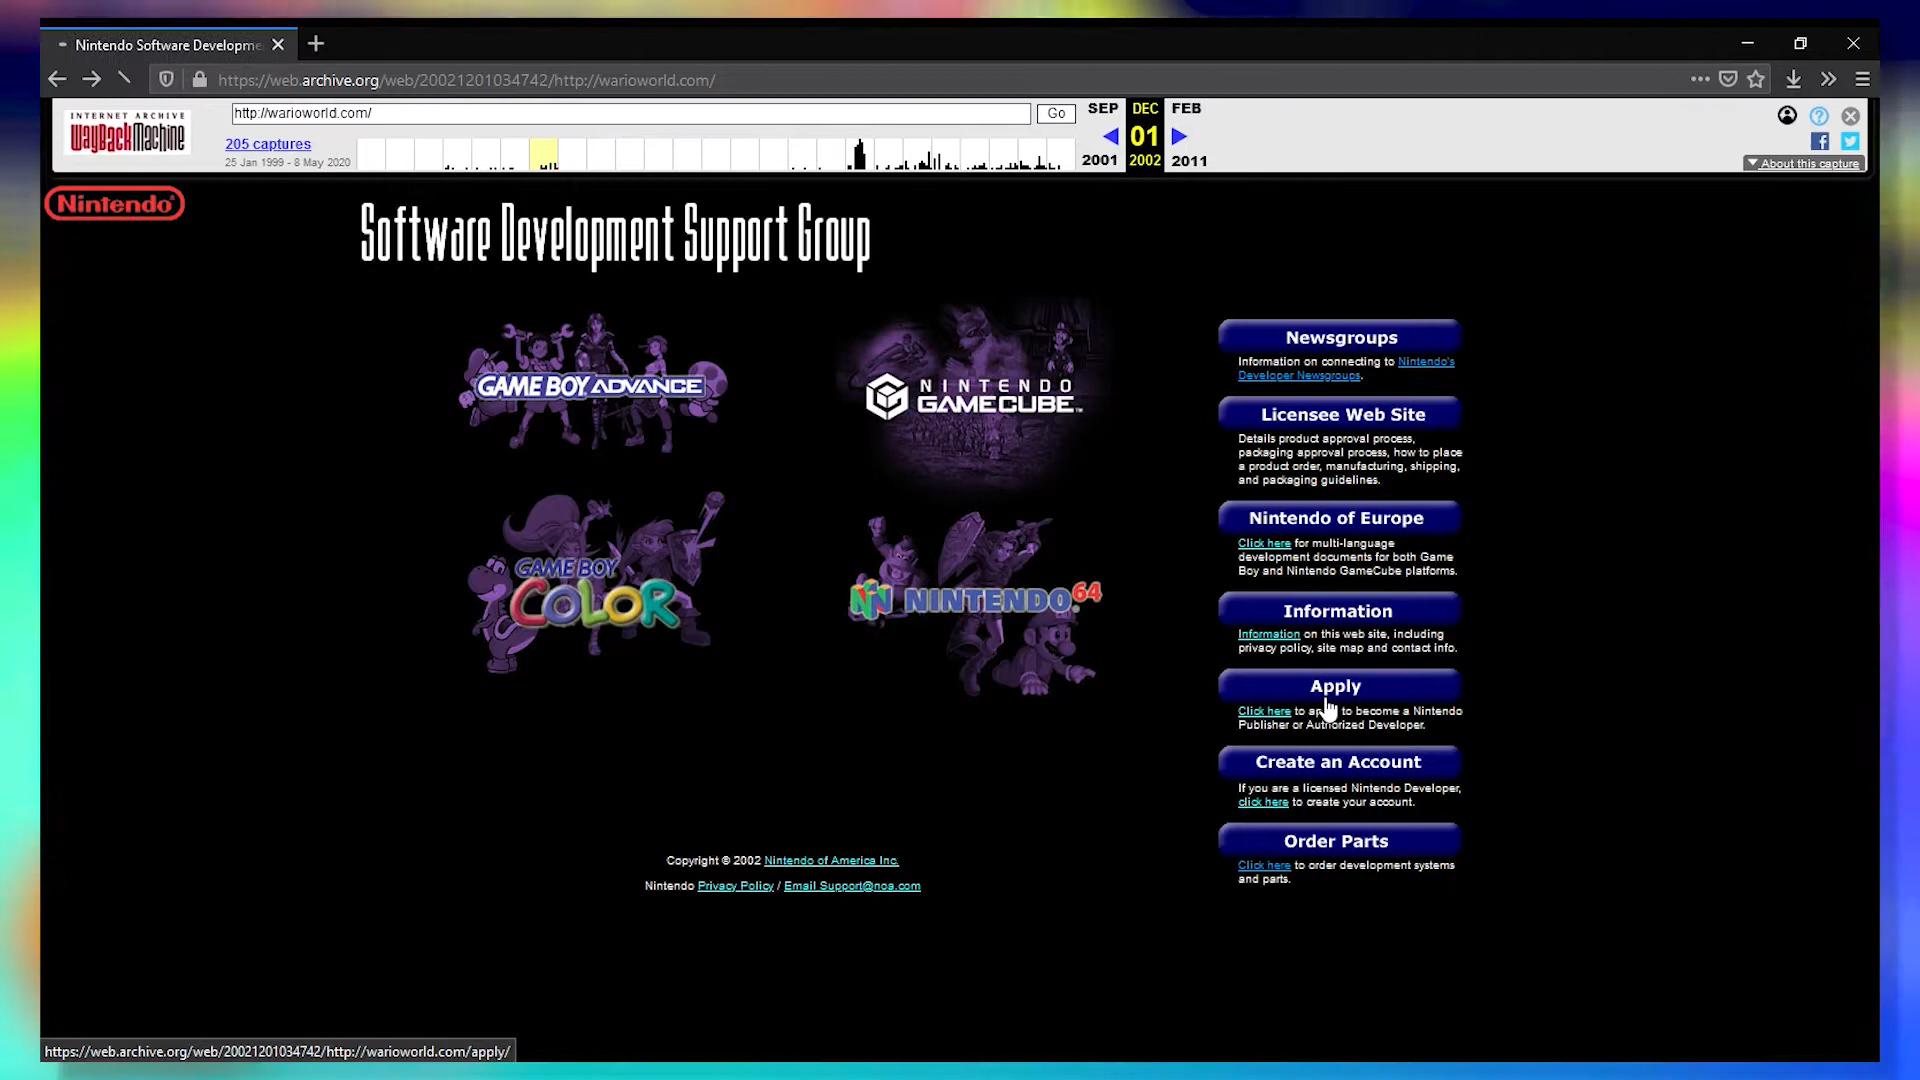 Nintendo Software Developme
https://web.archive.org/web/20021201034742/http://warioworld.com/
INTERNET ARCHIVE
WayBackMachine
http://warioworld.com/
Go
205 captures
25 Jan 1999 - 8 May 2020
SEP DEC FEB
01
2001 2002 2011
About this capture
Nintendo®
Software Development Support Group
GAME BOY ADVANCE
NINTENDO
GAMECUBE™
GAME BOY
COLOR
NINTENDO 64
Newsgroups
Information on connecting to Nintendo's
Developer Newsgroups.
Licensee Web Site
Details product approval process,
packaging approval process, how to place
a product order, manufacturing, shipping,
and packaging guidelines.
Nintendo of Europe
Click here for multi-language
development documents for both Game
Boy and Nintendo GameCube platforms.
Information
Information on this web site, including
privacy policy, site map and contact info.
Apply
Click here to to become a Nintendo
Publisher or Authorized Developer.
Create an Account
If you are a licensed Nintendo Developer,
click here to create your account.
Order Parts
Click here to order development systems
and parts.
Copyright © 2002 Nintendo of America Inc.
Nintendo Privacy Policy / Email Support@noa.com
https://web.archive.org/web/20021201034742/http://warioworld.com/apply/